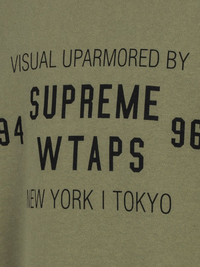 VISUAL UPARMORED BY
SUPREME
94 96
WTAPS
NEW YORK I TOKYO